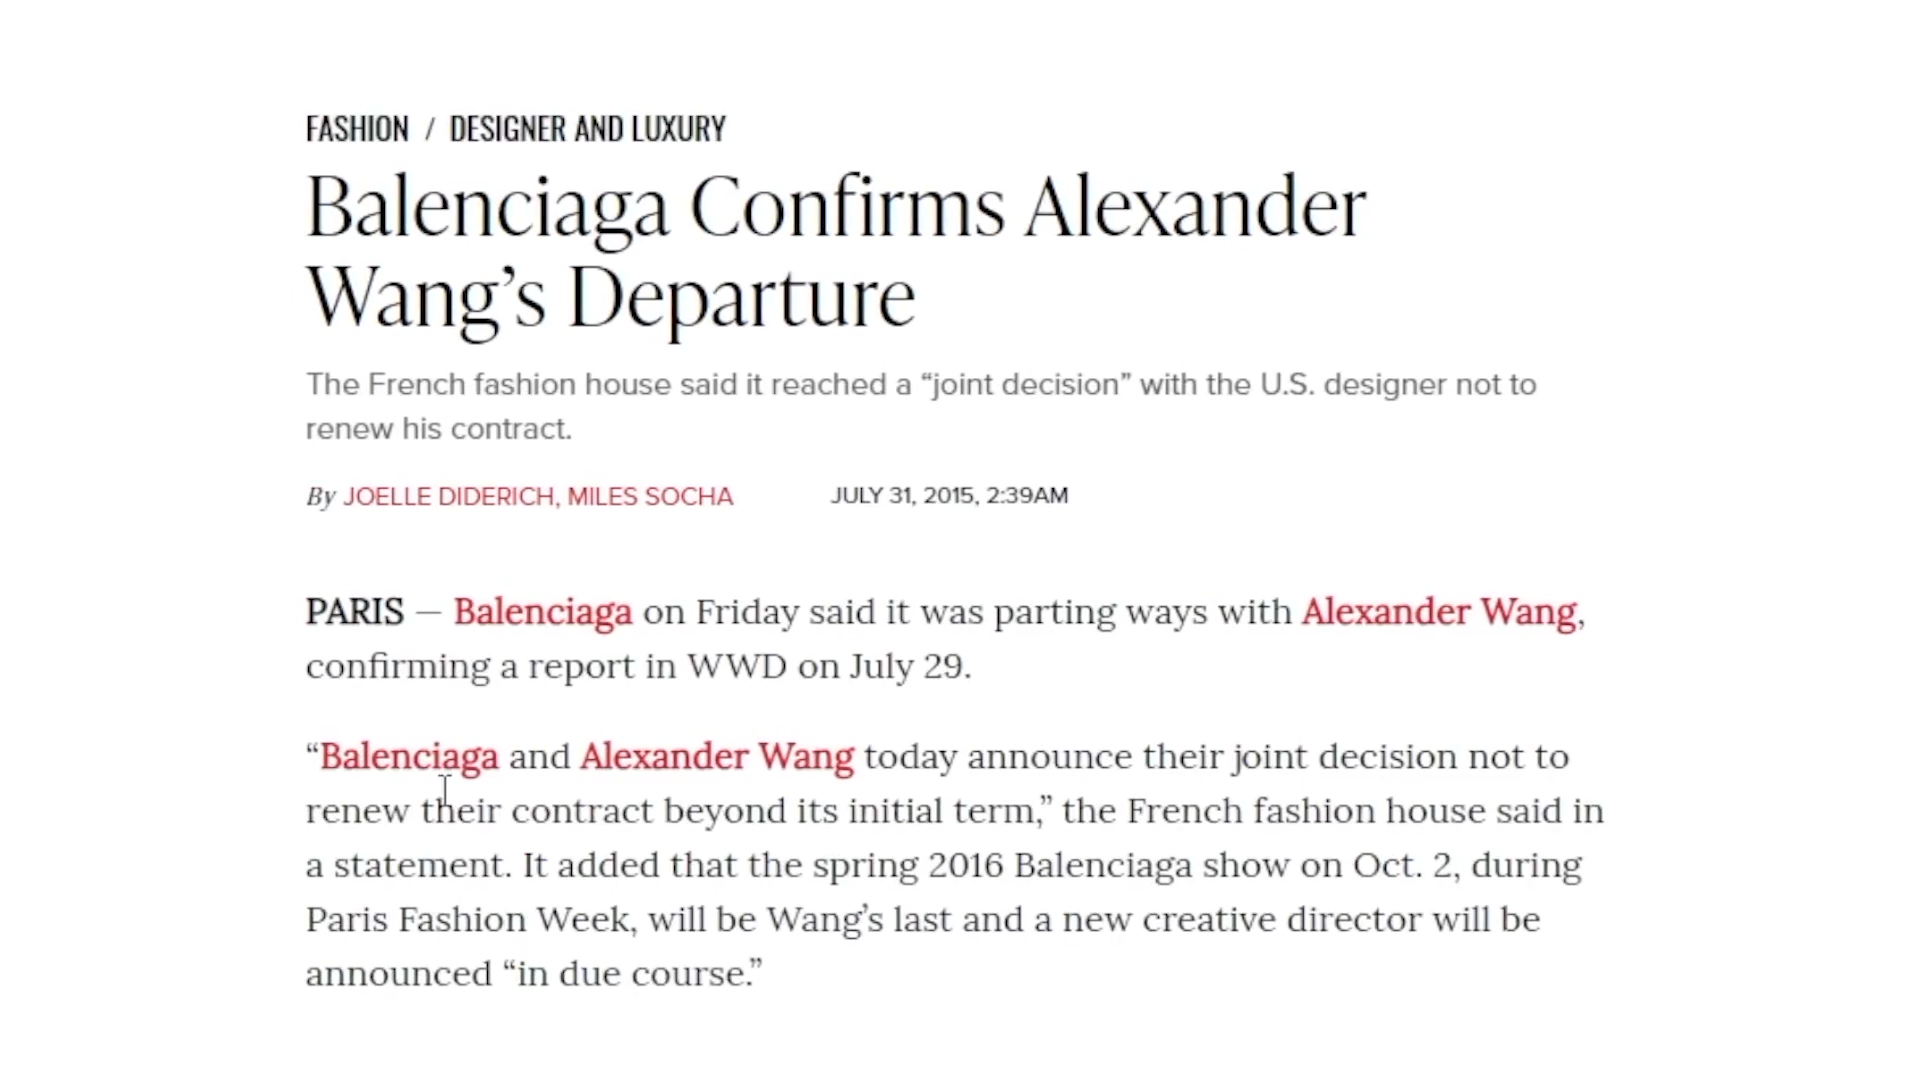 FASHION / DESIGNER AND LUXURY
Balenciaga Confirms Alexander
Wang’s Departure
The French fashion house said it reached a “joint decision” with the U.S. designer not to
renew his contract.
By JOELLE DIDERICH, MILES SOCHA JULY 31, 2015, 2:39AM
PARIS — Balenciaga on Friday said it was parting ways with Alexander Wang,
confirming a report in WWD on July 29.
“Balenciaga and Alexander Wang today announce their joint decision not to
renew their contract beyond its initial term,” the French fashion house said in
a statement. It added that the spring 2016 Balenciaga show on Oct. 2, during
Paris Fashion Week, will be Wang’s last and a new creative director will be
announced “in due course.”